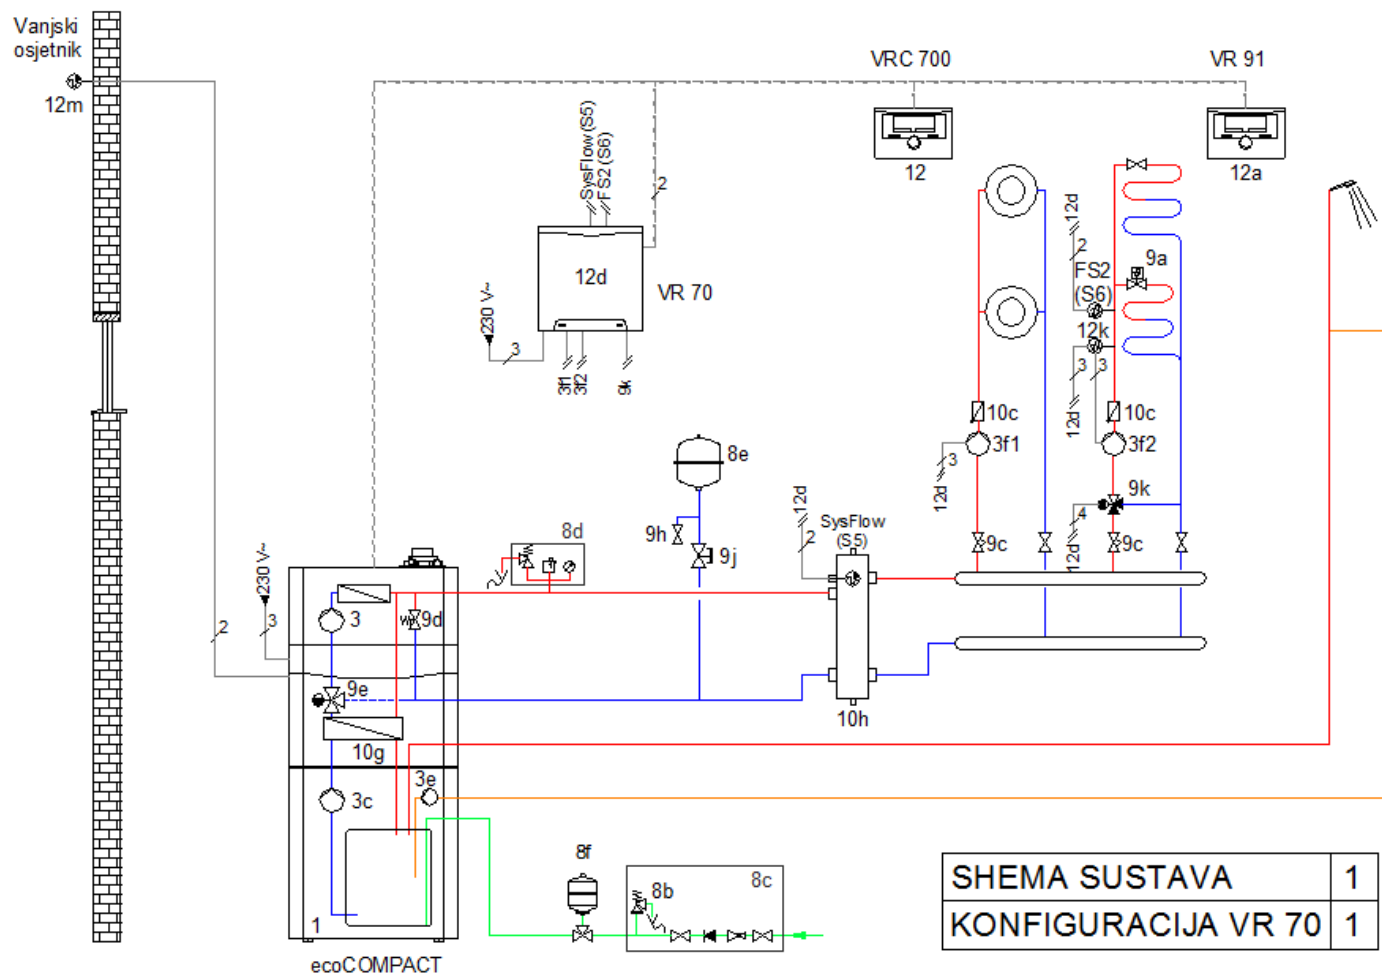 Vanjski
osjetnik
12m
VRC 700
VR 91
12
12a
SysFlow (S5)
FS2 (S6)
2
12d
VR 70
230 V~
3
3f1
3f2
9k
12d
2
FS2
(S6)
9a
12k
3
3
12d
10c
10c
3f1
3f2
3
12d
9k
4
12d
9c
9c
8e
9h
9j
8d
12d
2
SysFlow
(S5)
10h
230 V~
2
3
3
9d
9e
10g
3c
3e
1
ecoCOMPACT
8f
8b
8c
SHEMA SUSTAVA 1
KONFIGURACIJA VR 70 1